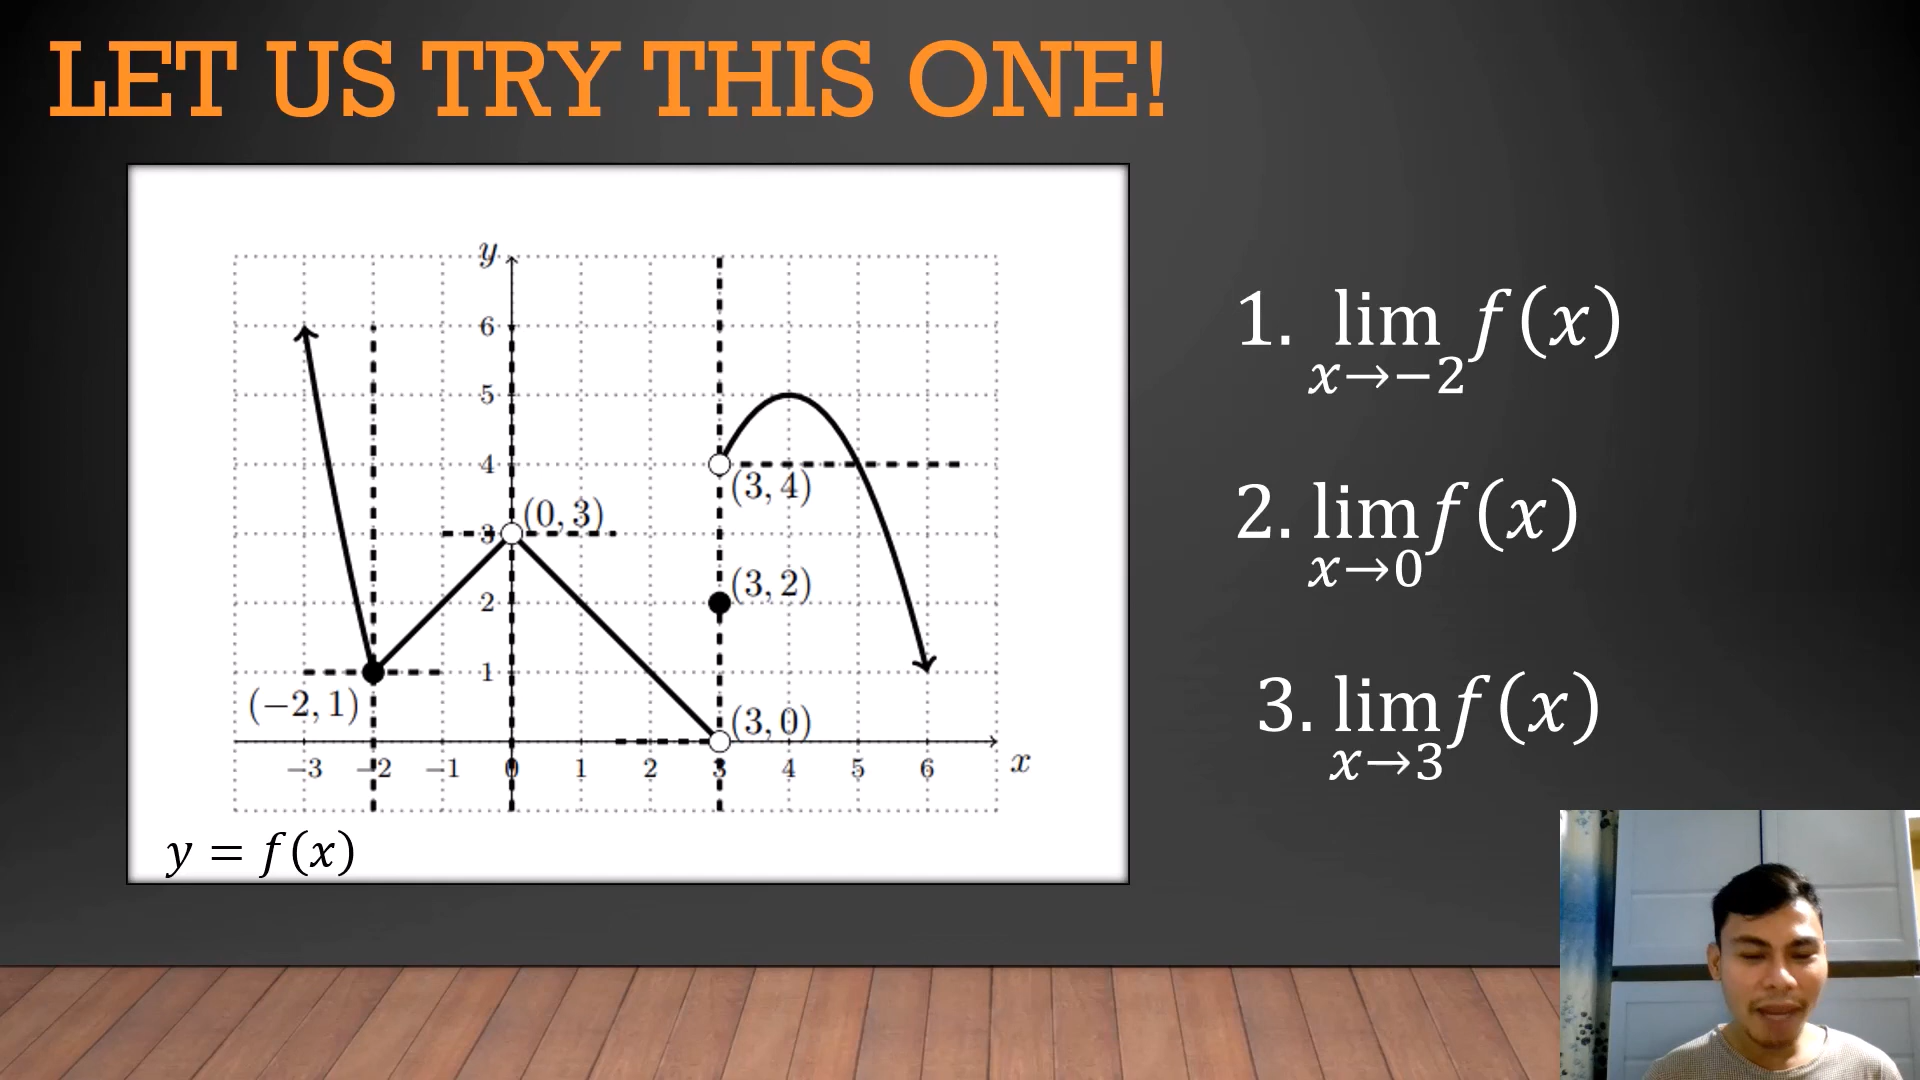 LET US TRY THIS ONE!
y
6
5
4
(3, 4)
(0, 3)
3
(3, 2)
2
1
(−2, 1)
(3, 0)
−3 −2 −1 0 1 2 3 4 5 6 x
y = f(x)
1. lim f(x)
x→−2
2. lim f(x)
x→0
3. lim f(x)
x→3